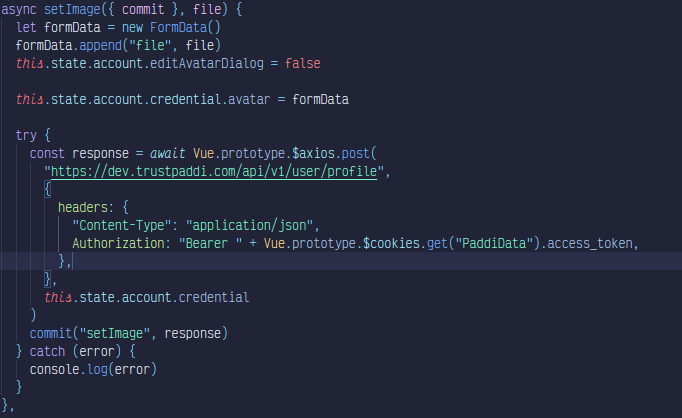 async setImage({ commit }, file) {
let formData = new FormData()
formData.append("file", file)
this.state.account.editAvatarDialog = false
this.state.account.credential.avatar = formData
try {
const response = await Vue.prototype.$axios.post(
"https://dev.trustpaddi.com/api/v1/user/profile",
{
headers: {
"Content-Type": "application/json",
Authorization: "Bearer " + Vue.prototype.$cookies.get("PaddiData").access_token,
},
},
this.state.account.credential
)
commit("setImage", response)
} catch (error) {
console.log(error)
}
},